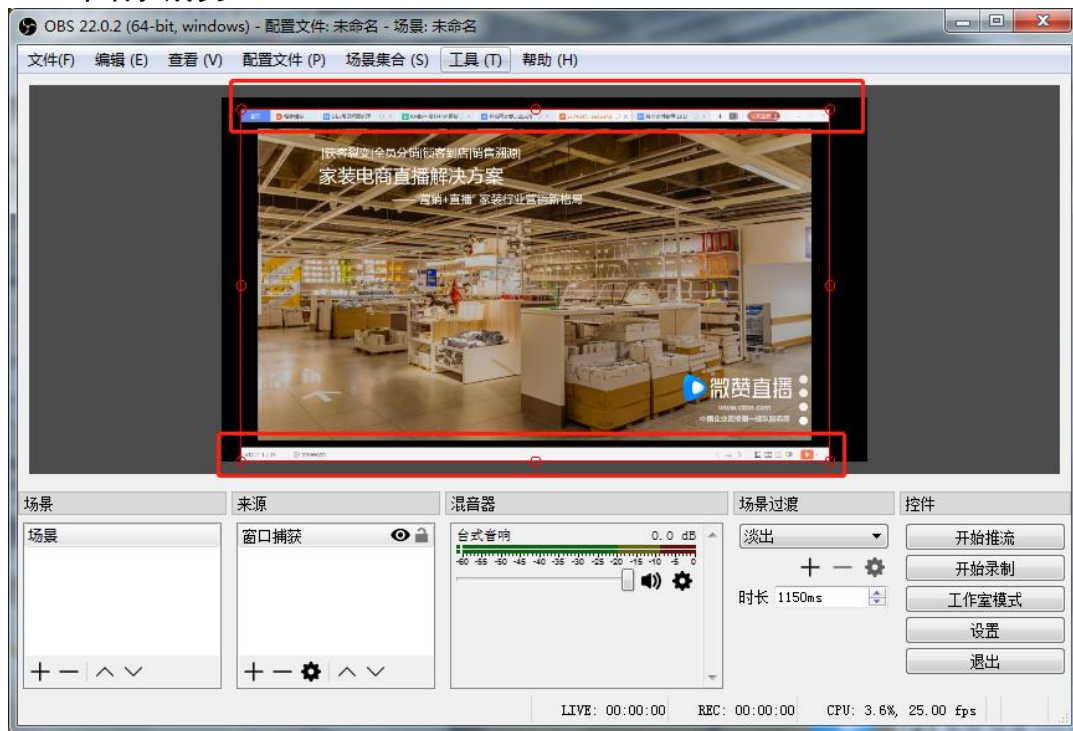 OBS 22.0.2 (64-bit, windows) - 配置文件: 未命名 - 场景: 未命名
文件(F) 编辑 (E) 查看 (V) 配置文件 (P) 场景集合 (S) 工具 (T) 帮助 (H)
|获客裂变|全员分销|锁客到店|销售溯源|
家装电商直播解决方案
营销+直播" 家装行业营销新格局
微赞直播
场景 来源 混音器 场景过渡 控件
场景 窗口捕获 台式音响 0.0 dB 淡出 开始推流
-60 -55 -50 -45 -40 -35 -30 -25 -20 -15 -10 -5 0
开始录制
时长 1150ms 工作室模式
设置
退出
LIVE: 00:00:00 REC: 00:00:00 CPU: 3.6%, 25.00 fps